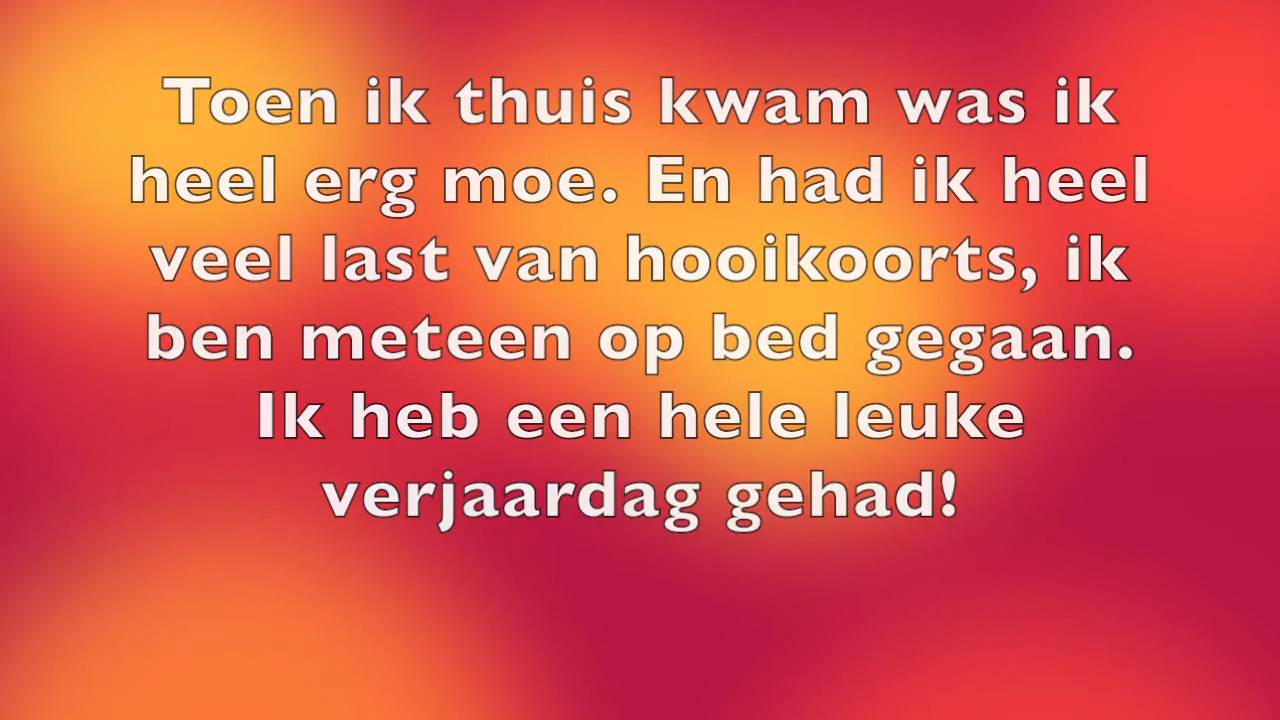 Toen ik thuis kwam was ik
heel erg moe. En had ik heel
veel last van hooikoorts, ik
ben meteen op bed gegaan.
Ik heb een hele leuke
verjaardag gehad!